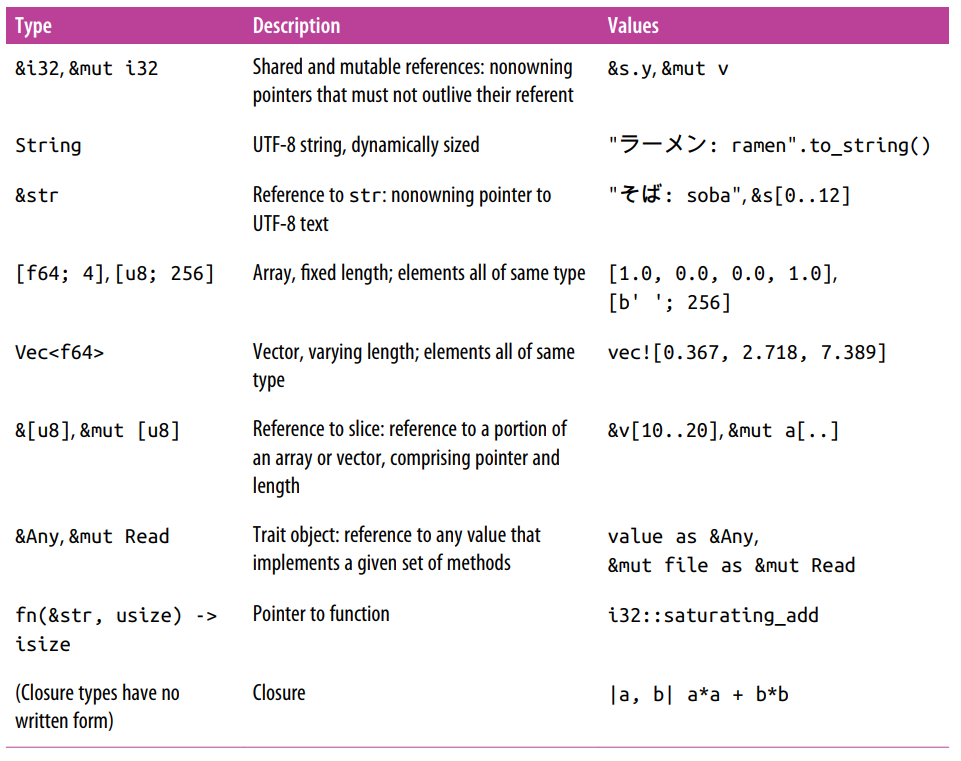 Type Description Values
&i32, &mut i32 Shared and mutable references: nonowning &s.y, &mut v
pointers that must not outlive their referent
String UTF-8 string, dynamically sized "ラーメン: ramen".to_string()
&str Reference to str: nonowning pointer to "そば: soba", &s[0..12]
UTF-8 text
[f64; 4], [u8; 256] Array, fixed length; elements all of same type [1.0, 0.0, 0.0, 1.0],
[b' '; 256]
Vec<f64> Vector, varying length; elements all of same vec![0.367, 2.718, 7.389]
type
&[u8], &mut [u8] Reference to slice: reference to a portion of &v[10..20], &mut a[..]
an array or vector, comprising pointer and
length
&Any, &mut Read Trait object: reference to any value that value as &Any,
implements a given set of methods &mut file as &mut Read
fn(&str, usize) -> Pointer to function i32::saturating_add
isize
(Closure types have no Closure |a, b| a*a + b*b
written form)